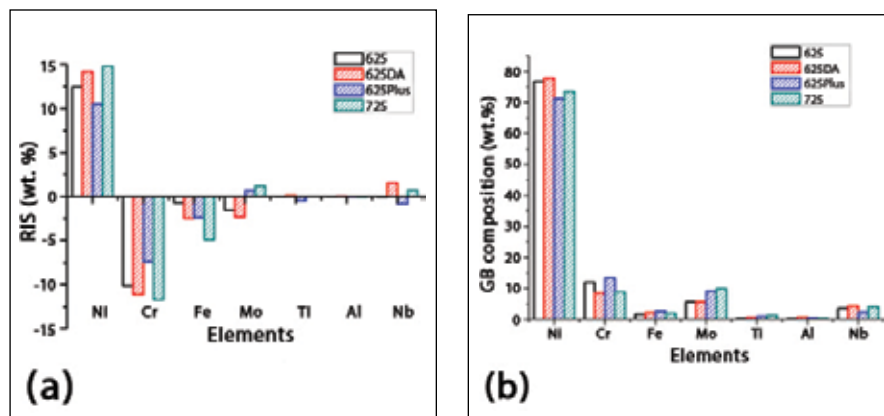 RIS (wt. %)
15
10
5
0
-5
-10
-15
625
625DA
625Plus
725
Ni Cr Fe Mo Ti Al Nb
Elements
(a)
GB composition (wt.%)
80
70
60
50
40
30
20
10
0
625
625DA
625Plus
725
Ni Cr Fe Mo Ti Al Nb
Elements
(b)